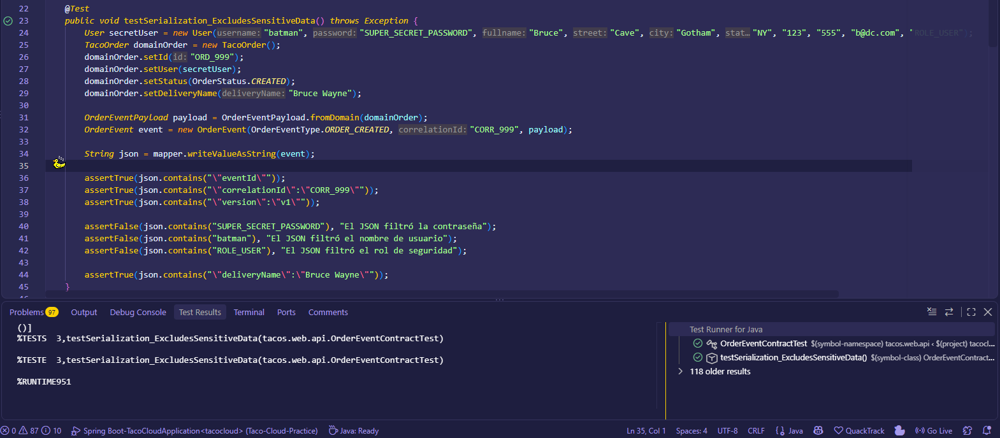 22 @Test
23 public void testSerialization_ExcludesSensitiveData() throws Exception {
24 User secretUser = new User(username: "batman", password: "SUPER_SECRET_PASSWORD", fullname: "Bruce", street: "Cave", city: "Gotham", stat… "NY", "123", "555", "b@dc.com", "ROLE_USER");
25 TacoOrder domainOrder = new TacoOrder();
26 domainOrder.setId(id: "ORD_999");
27 domainOrder.setUser(secretUser);
28 domainOrder.setStatus(OrderStatus.CREATED);
29 domainOrder.setDeliveryName(deliveryName: "Bruce Wayne");
30
31 OrderEventPayload payload = OrderEventPayload.fromDomain(domainOrder);
32 OrderEvent event = new OrderEvent(OrderEventType.ORDER_CREATED, correlationId: "CORR_999", payload);
33
34 String json = mapper.writeValueAsString(event);
35
36 assertTrue(json.contains("\"eventId\""));
37 assertTrue(json.contains("\"correlationId\":\"CORR_999\""));
38 assertTrue(json.contains("\"version\":\"v1\""));
39
40 assertFalse(json.contains("SUPER_SECRET_PASSWORD"), "El JSON filtró la contraseña");
41 assertFalse(json.contains("batman"), "El JSON filtró el nombre de usuario");
42 assertFalse(json.contains("ROLE_USER"), "El JSON filtró el rol de seguridad");
43
44 assertTrue(json.contains("\"deliveryName\":\"Bruce Wayne\""));
45 }
Problems 97 Output Debug Console Test Results Terminal Ports Comments
()]
%TESTS 3,testSerialization_ExcludesSensitiveData(tacos.web.api.OrderEventContractTest)
%TESTE 3,testSerialization_ExcludesSensitiveData(tacos.web.api.OrderEventContractTest)
%RUNTIME951
Test Runner for Java
OrderEventContractTest $(symbol-namespace) tacos.web.api < $(project) tacocl...
testSerialization_ExcludesSensitiveData() $(symbol-class) OrderEventContract...
118 older results
0 87 10 Spring Boot-TacoCloudApplication<tacocloud> (Taco-Cloud-Practice) Java: Ready Ln 35, Col 1 Spaces: 4 UTF-8 CRLF {} Java QuackTrack Go Live